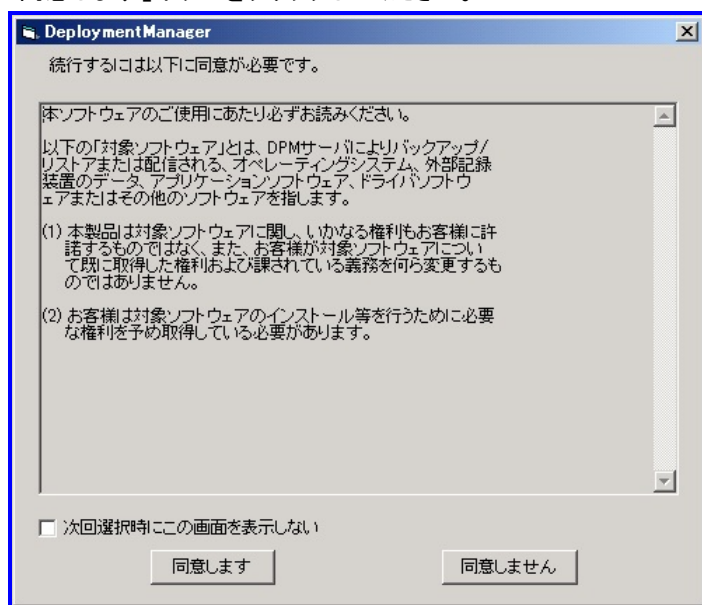 DeploymentManager
続行するには以下に同意が必要です。
本ソフトウェアのご使用にあたり必ずお読みください。
以下の「対象ソフトウェア」とは、DPMサーバによりバックアップ/
リストアまたは配信される、オペレーティングシステム、外部記録
装置のデータ、アプリケーションソフトウェア、ドライバソフトウ
ェアまたはその他のソフトウェアを指します。
(1) 本製品は対象ソフトウェアに関し、いかなる権利もお客様に許
諾するものではなく、また、お客様が対象ソフトウェアについ
て既に取得した権利および課されている義務を何ら変更するも
のではありません。
(2) お客様は対象ソフトウェアのインストール等を行うために必要
な権利を予め取得している必要があります。
次回選択時にこの画面を表示しない
同意します
同意しません